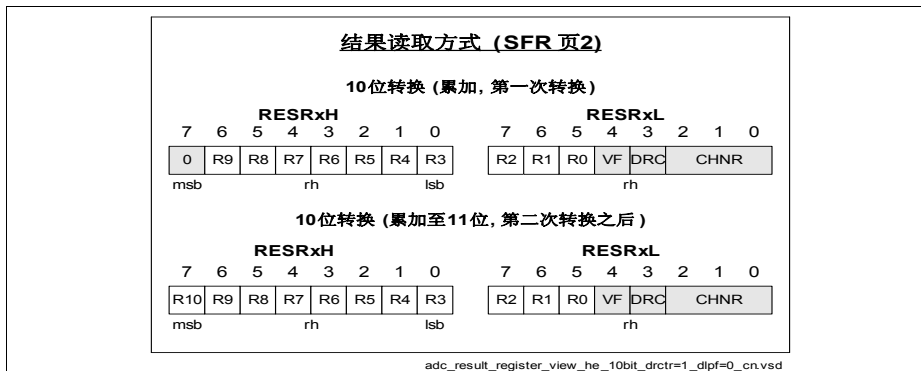 结果读取方式 (SFR 页2)
10位转换 (累加, 第一次转换)
RESRxH RESRxL
7 6 5 4 3 2 1 0 7 6 5 4 3 2 1 0
0 R9 R8 R7 R6 R5 R4 R3 R2 R1 R0 VF DRC CHNR
msb rh lsb rh
10位转换 (累加至11位, 第二次转换之后)
RESRxH RESRxL
7 6 5 4 3 2 1 0 7 6 5 4 3 2 1 0
R10 R9 R8 R7 R6 R5 R4 R3 R2 R1 R0 VF DRC CHNR
msb rh lsb rh
adc_result_register_view_he_10bit_drctr=1_dlpf=0_cn.vsd